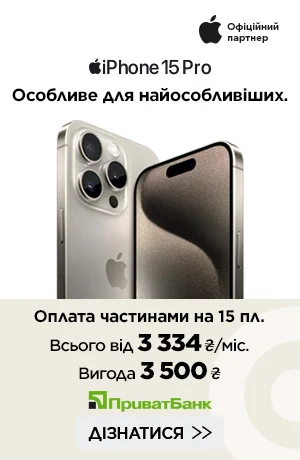 Офіційний
партнер
iPhone 15 Pro
Особливе для найособливіших.
Оплата частинами на 15 пл.
Всього від 3 334 ₴/міс.
Вигода 3 500 ₴
ПриватБанк
ДІЗНАТИСЯ >>